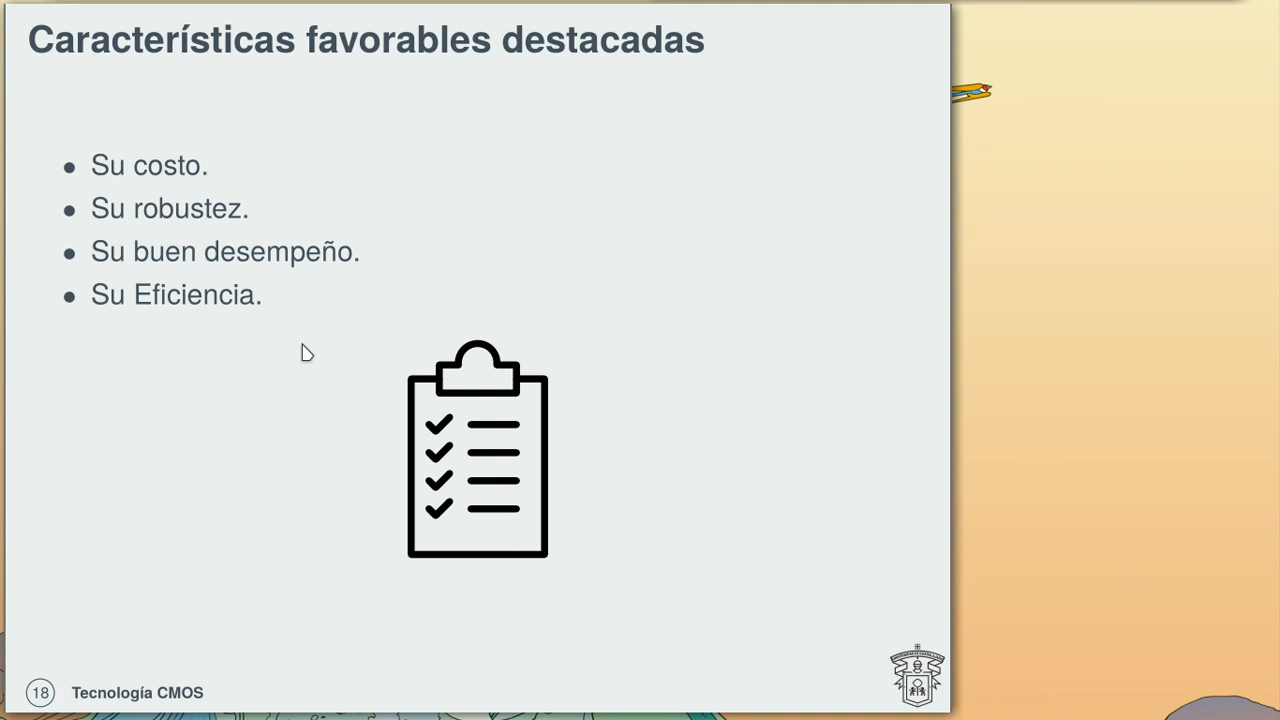 Características favorables destacadas
• Su costo.
• Su robustez.
• Su buen desempeño.
• Su Eficiencia.
18 Tecnología CMOS